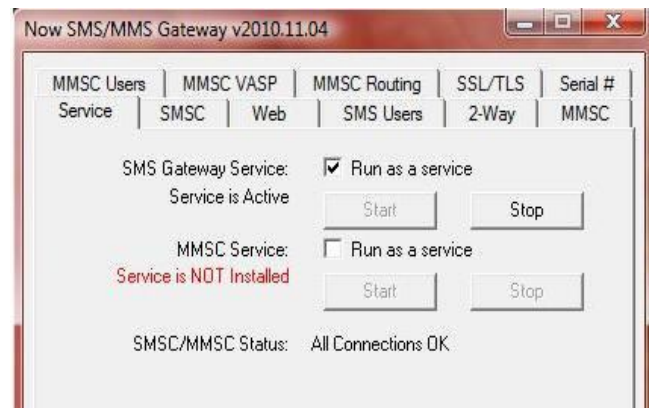 Now SMS/MMS Gateway v2010.11.04
MMSC Users MMSC VASP MMSC Routing SSL/TLS Serial #
Service SMSC Web SMS Users 2-Way MMSC
SMS Gateway Service: Run as a service
Service is Active
Start Stop
MMSC Service: Run as a service
Service is NOT Installed
Start Stop
SMSC/MMSC Status: All Connections OK